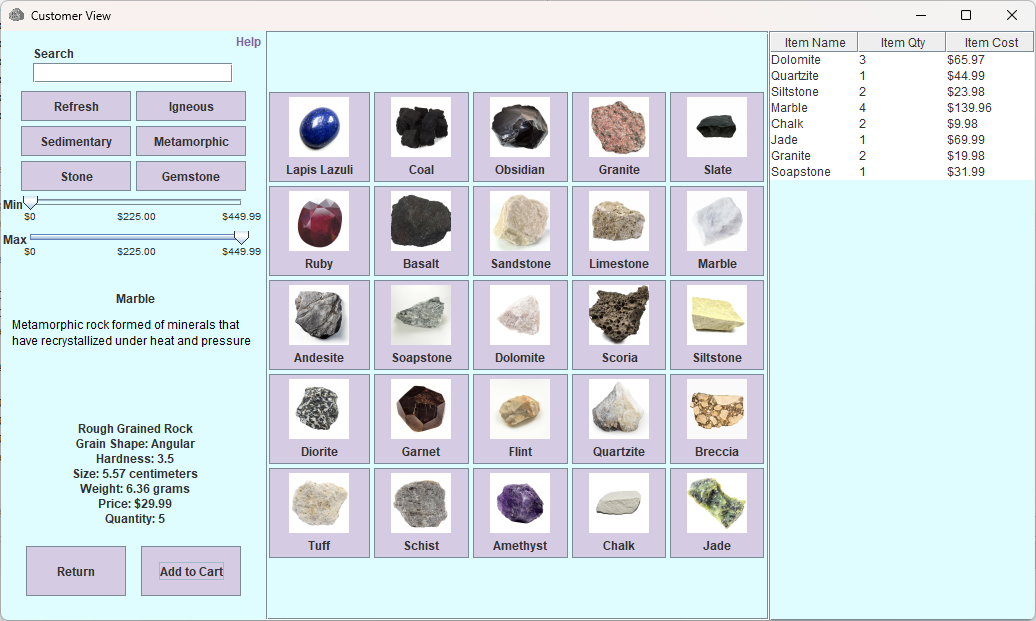 Customer View
Help
Search
Refresh Igneous
Sedimentary Metamorphic
Stone Gemstone
Min
$0 $225.00 $449.99
Max
$0 $225.00 $449.99
Marble
Metamorphic rock formed of minerals that
have recrystallized under heat and pressure
Rough Grained Rock
Grain Shape: Angular
Hardness: 3.5
Size: 5.57 centimeters
Weight: 6.36 grams
Price: $29.99
Quantity: 5
Return Add to Cart
Lapis Lazuli Coal Obsidian Granite Slate
Ruby Basalt Sandstone Limestone Marble
Andesite Soapstone Dolomite Scoria Siltstone
Diorite Garnet Flint Quartzite Breccia
Tuff Schist Amethyst Chalk Jade
Item Name Item Qty Item Cost
Dolomite 3 $65.97
Quartzite 1 $44.99
Siltstone 2 $23.98
Marble 4 $139.96
Chalk 2 $9.98
Jade 1 $69.99
Granite 2 $19.98
Soapstone 1 $31.99